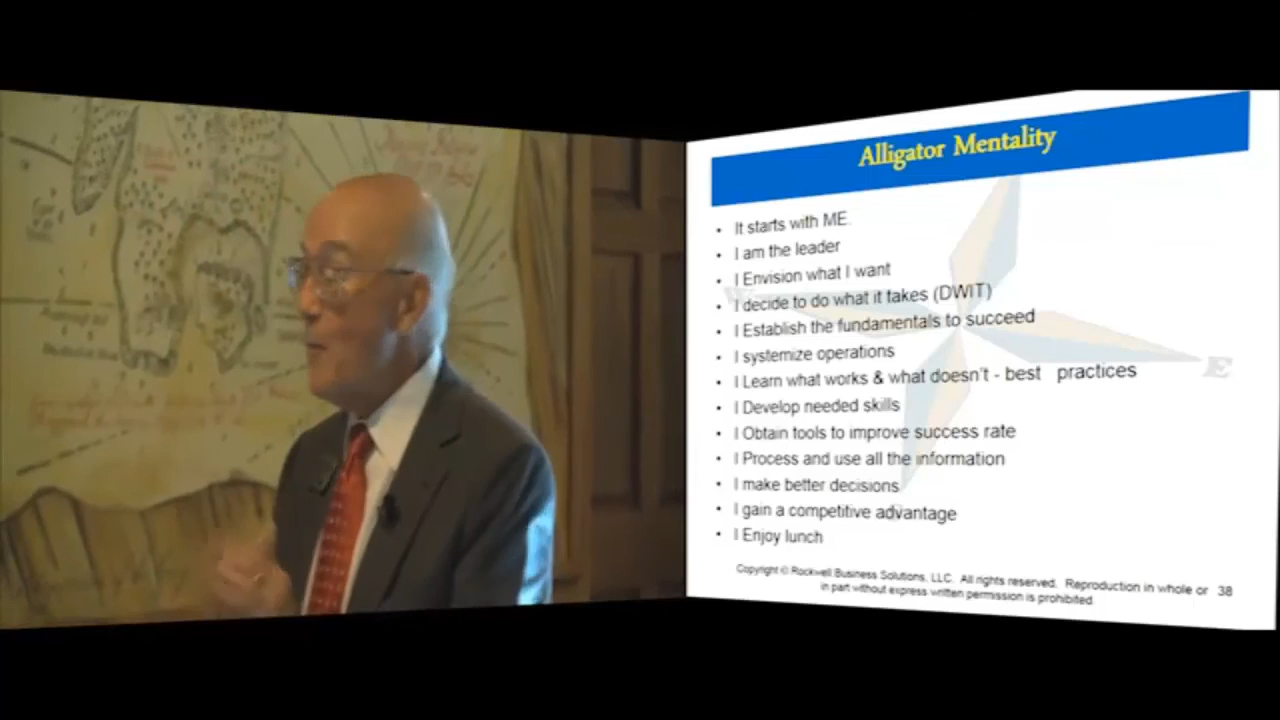 Alligator Mentality
• It starts with ME.
• I am the leader
• I Envision what I want
• I decide to do what it takes (DWIT)
• I Establish the fundamentals to succeed
• I systemize operations
• I Learn what works & what doesn't - best practices
• I Develop needed skills
• I Obtain tools to improve success rate
• I Process and use all the information
• I make better decisions
• I gain a competitive advantage
• I Enjoy lunch
E
Copyright © Rockwell Business Solutions, LLC. All rights reserved. Reproduction in whole or 38
in part without express written permission is prohibited.